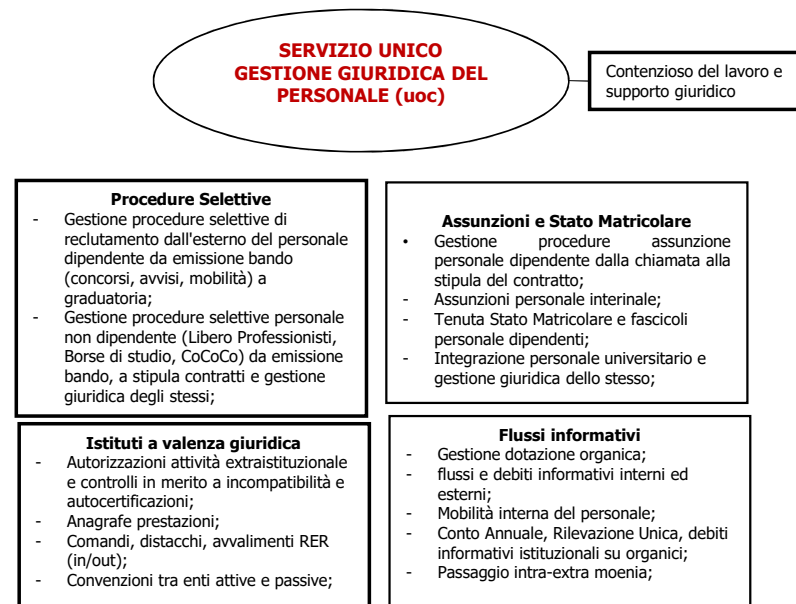 SERVIZIO UNICO
GESTIONE GIURIDICA DEL
PERSONALE (uoc)
Contenzioso del lavoro e
supporto giuridico
Procedure Selettive
- Gestione procedure selettive di
reclutamento dall'esterno del personale
dipendente da emissione bando
(concorsi, avvisi, mobilità) a
graduatoria;
- Gestione procedure selettive personale
non dipendente (Libero Professionisti,
Borse di studio, CoCoCo) da emissione
bando, a stipula contratti e gestione
giuridica degli stessi;
Assunzioni e Stato Matricolare
• Gestione procedure assunzione
personale dipendente dalla chiamata alla
stipula del contratto;
- Assunzioni personale interinale;
- Tenuta Stato Matricolare e fascicoli
personale dipendenti;
- Integrazione personale universitario e
gestione giuridica dello stesso;
Istituti a valenza giuridica
- Autorizzazioni attività extraistituzionale
e controlli in merito a incompatibilità e
autocertificazioni;
- Anagrafe prestazioni;
- Comandi, distacchi, avvalimenti RER
(in/out);
- Convenzioni tra enti attive e passive;
Flussi informativi
- Gestione dotazione organica;
- flussi e debiti informativi interni ed
esterni;
- Mobilità interna del personale;
- Conto Annuale, Rilevazione Unica, debiti
informativi istituzionali su organici;
- Passaggio intra-extra moenia;